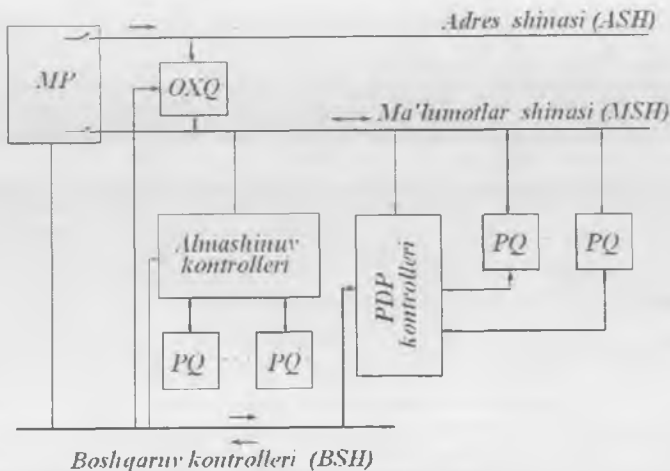 Adres shinasi (ASH)
MP
OXQ
Ma'lumotlar shinasi (MSH)
Almashinuv
kontrolleri
PDP
kontrolleri
PQ
PQ
PQ
PQ
Boshqaruv kontrolleri (BSH)